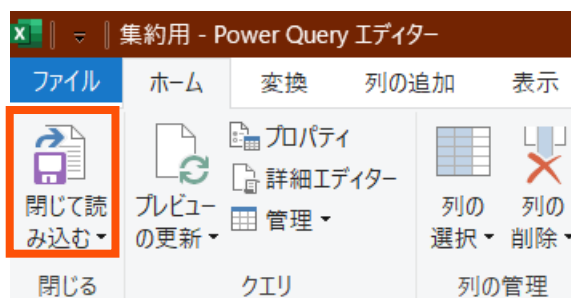 集約用 - Power Query エディター
ファイル ホーム 変換 列の追加 表示
閉じて読
み込む
プレビュー
の更新
プロパティ
詳細エディター
管理
列の
選択
列の
削除
閉じる クエリ 列の管理